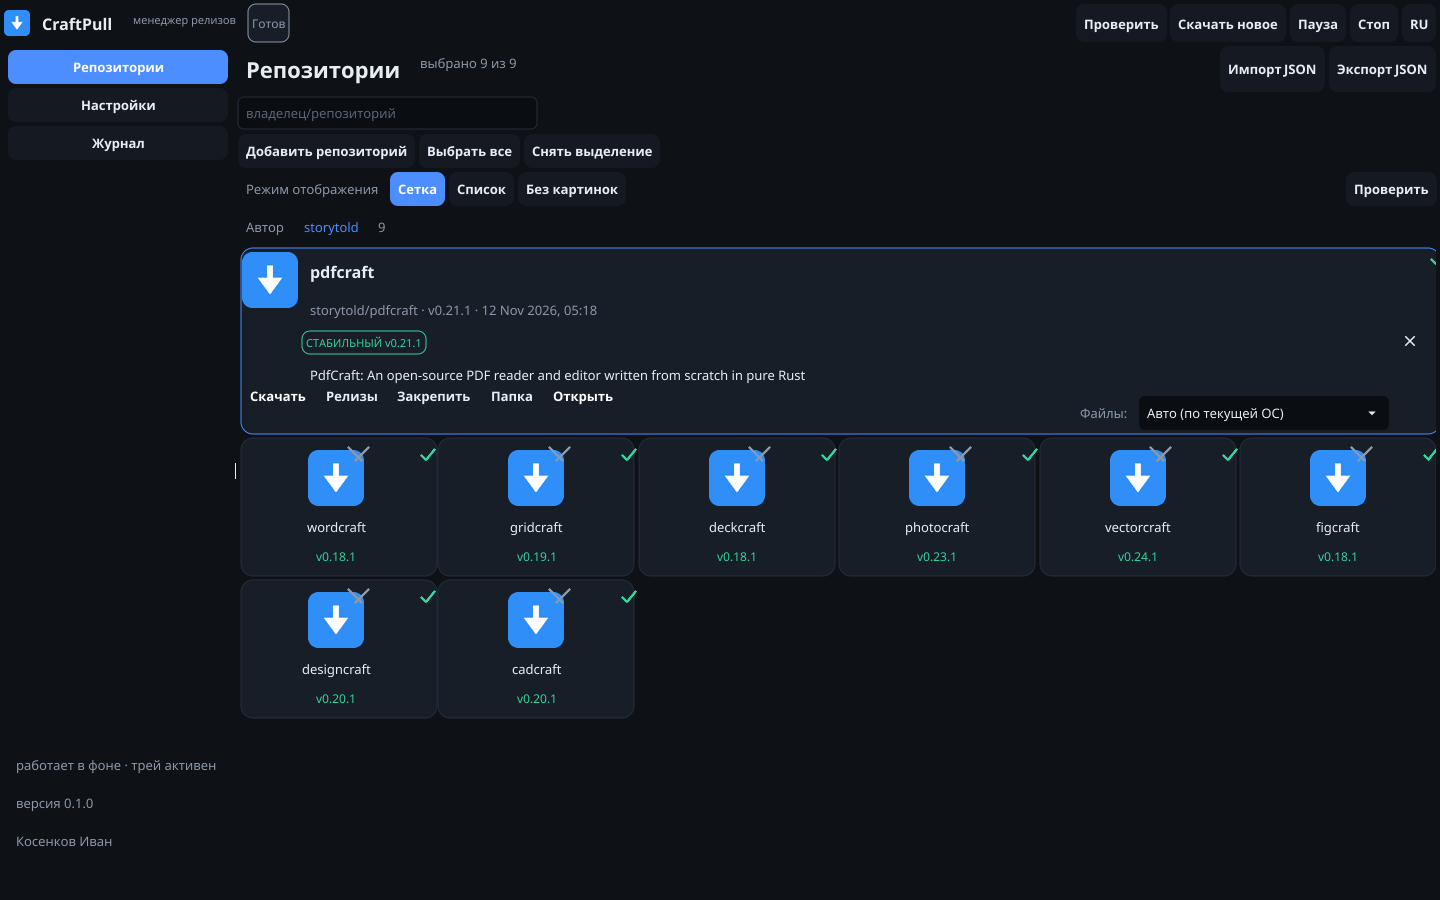 CraftPull менеджер релизов Готов Проверить Скачать новое Пауза Стоп RU
Репозитории
Настройки
Журнал
Репозитории выбрано 9 из 9 Импорт JSON Экспорт JSON
владелец/репозиторий
Добавить репозиторий Выбрать все Снять выделение
Режим отображения Сетка Список Без картинок Проверить
Автор storytold 9
pdfcraft
storytold/pdfcraft · v0.21.1 · 12 Nov 2026, 05:18
СТАБИЛЬНЫЙ v0.21.1
PdfCraft: An open-source PDF reader and editor written from scratch in pure Rust
Скачать Релизы Закрепить Папка Открыть
Файлы: Авто (по текущей ОС)
wordcraft gridcraft deckcraft photocraft vectorcraft figcraft
v0.18.1 v0.19.1 v0.18.1 v0.23.1 v0.24.1 v0.18.1
designcraft cadcraft
v0.20.1 v0.20.1
работает в фоне · трей активен
версия 0.1.0
Косенков Иван